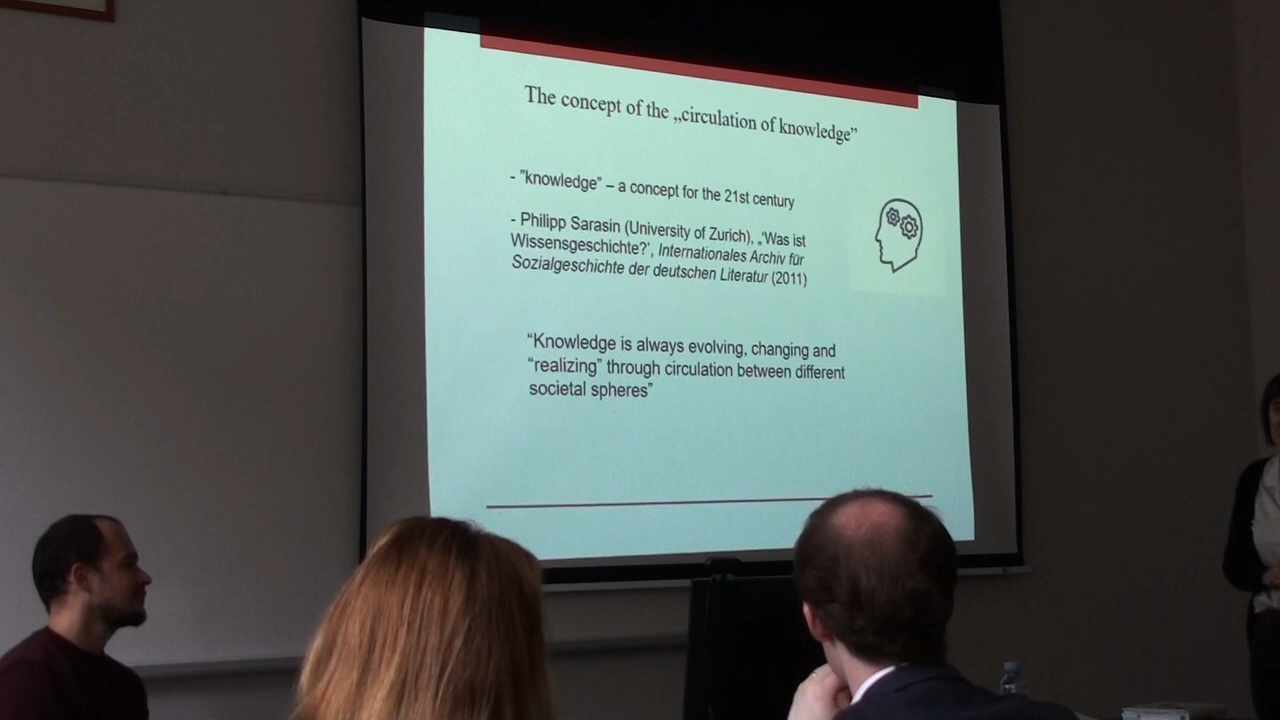 The concept of the „circulation of knowledge”
- ”knowledge” – a concept for the 21st century
- Philipp Sarasin (University of Zurich), „‘Was ist
Wissensgeschichte?’, Internationales Archiv für
Sozialgeschichte der deutschen Literatur (2011)
“Knowledge is always evolving, changing and
“realizing” through circulation between different
societal spheres”